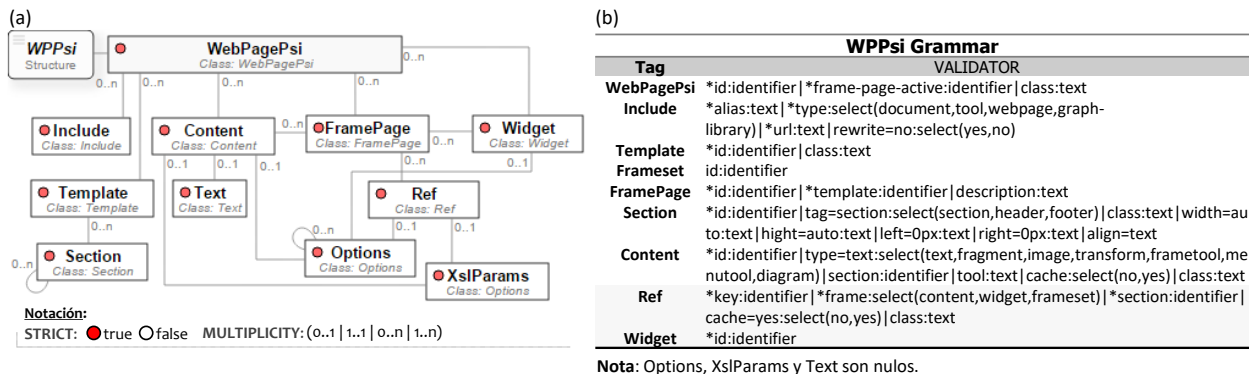 (a)
WPPsi
Structure
WebPagePsi
Class: WebPagePsi
0..n
0..n
0..n
0..n
0..n
0..n
Include
Class: Include
Content
Class: Content
0..n
FramePage
Class: FramePage
0..n
Widget
Class: Widget
0..1
0..1
0..1
0..n
0..1
Template
Class: Template
Text
Class: Text
Ref
Class: Ref
0..n
0..n
0..1
0..1
Section
Class: Section
0..n
Options
Class: Options
XslParams
Class: Options
Notación:
STRICT: true false MULTIPLICITY: (0..1 | 1..1 | 0..n | 1..n)
(b)
WPPsi Grammar
Tag VALIDATOR
WebPagePsi *id:identifier|*frame-page-active:identifier|class:text
Include *alias:text|*type:select(document,tool,webpage,graph-
library)|*url:text|rewrite=no:select(yes,no)
Template *id:identifier|class:text
Frameset id:identifier
FramePage *id:identifier|*template:identifier|description:text
Section *id:identifier|tag=section:select(section,header,footer)|class:text|width=au
to:text|hight=auto:text|left=0px:text|right=0px:text|align=text
Content *id:identifier|type=text:select(text,fragment,image,transform,frametool,me
nutool,diagram)|section:identifier|tool:text|cache:select(no,yes)|class:text
Ref *key:identifier|*frame:select(content,widget,frameset)|*section:identifier|
cache=yes:select(no,yes)|class:text
Widget *id:identifier
Nota: Options, XslParams y Text son nulos.